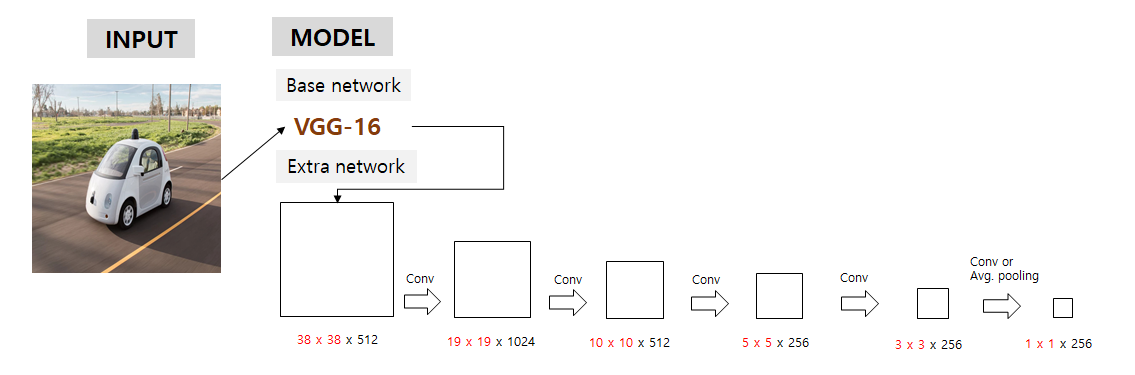 INPUT
MODEL
Base network
VGG-16
Extra network
Conv
Conv
Conv
Conv
Conv or
Avg. pooling
38 x 38 x 512
19 x 19 x 1024
10 x 10 x 512
5 x 5 x 256
3 x 3 x 256
1 x 1 x 256